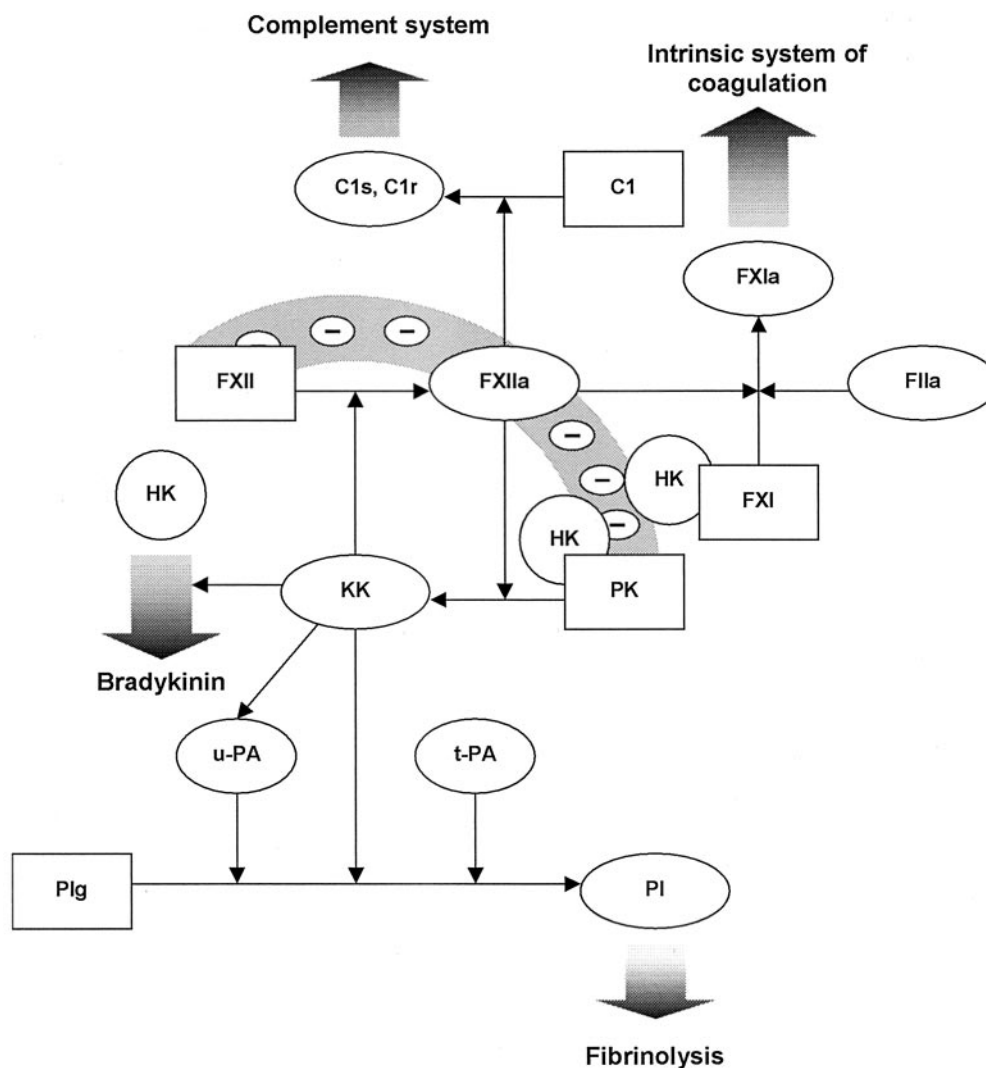 Complement system
Intrinsic system of
coagulation
C1s, C1r
C1
FXIa
−
−
−
FXII
FXIIa
FIIa
−
−
HK
HK
FXI
−
HK
KK
PK
Bradykinin
u-PA
t-PA
Plg
Pl
Fibrinolysis